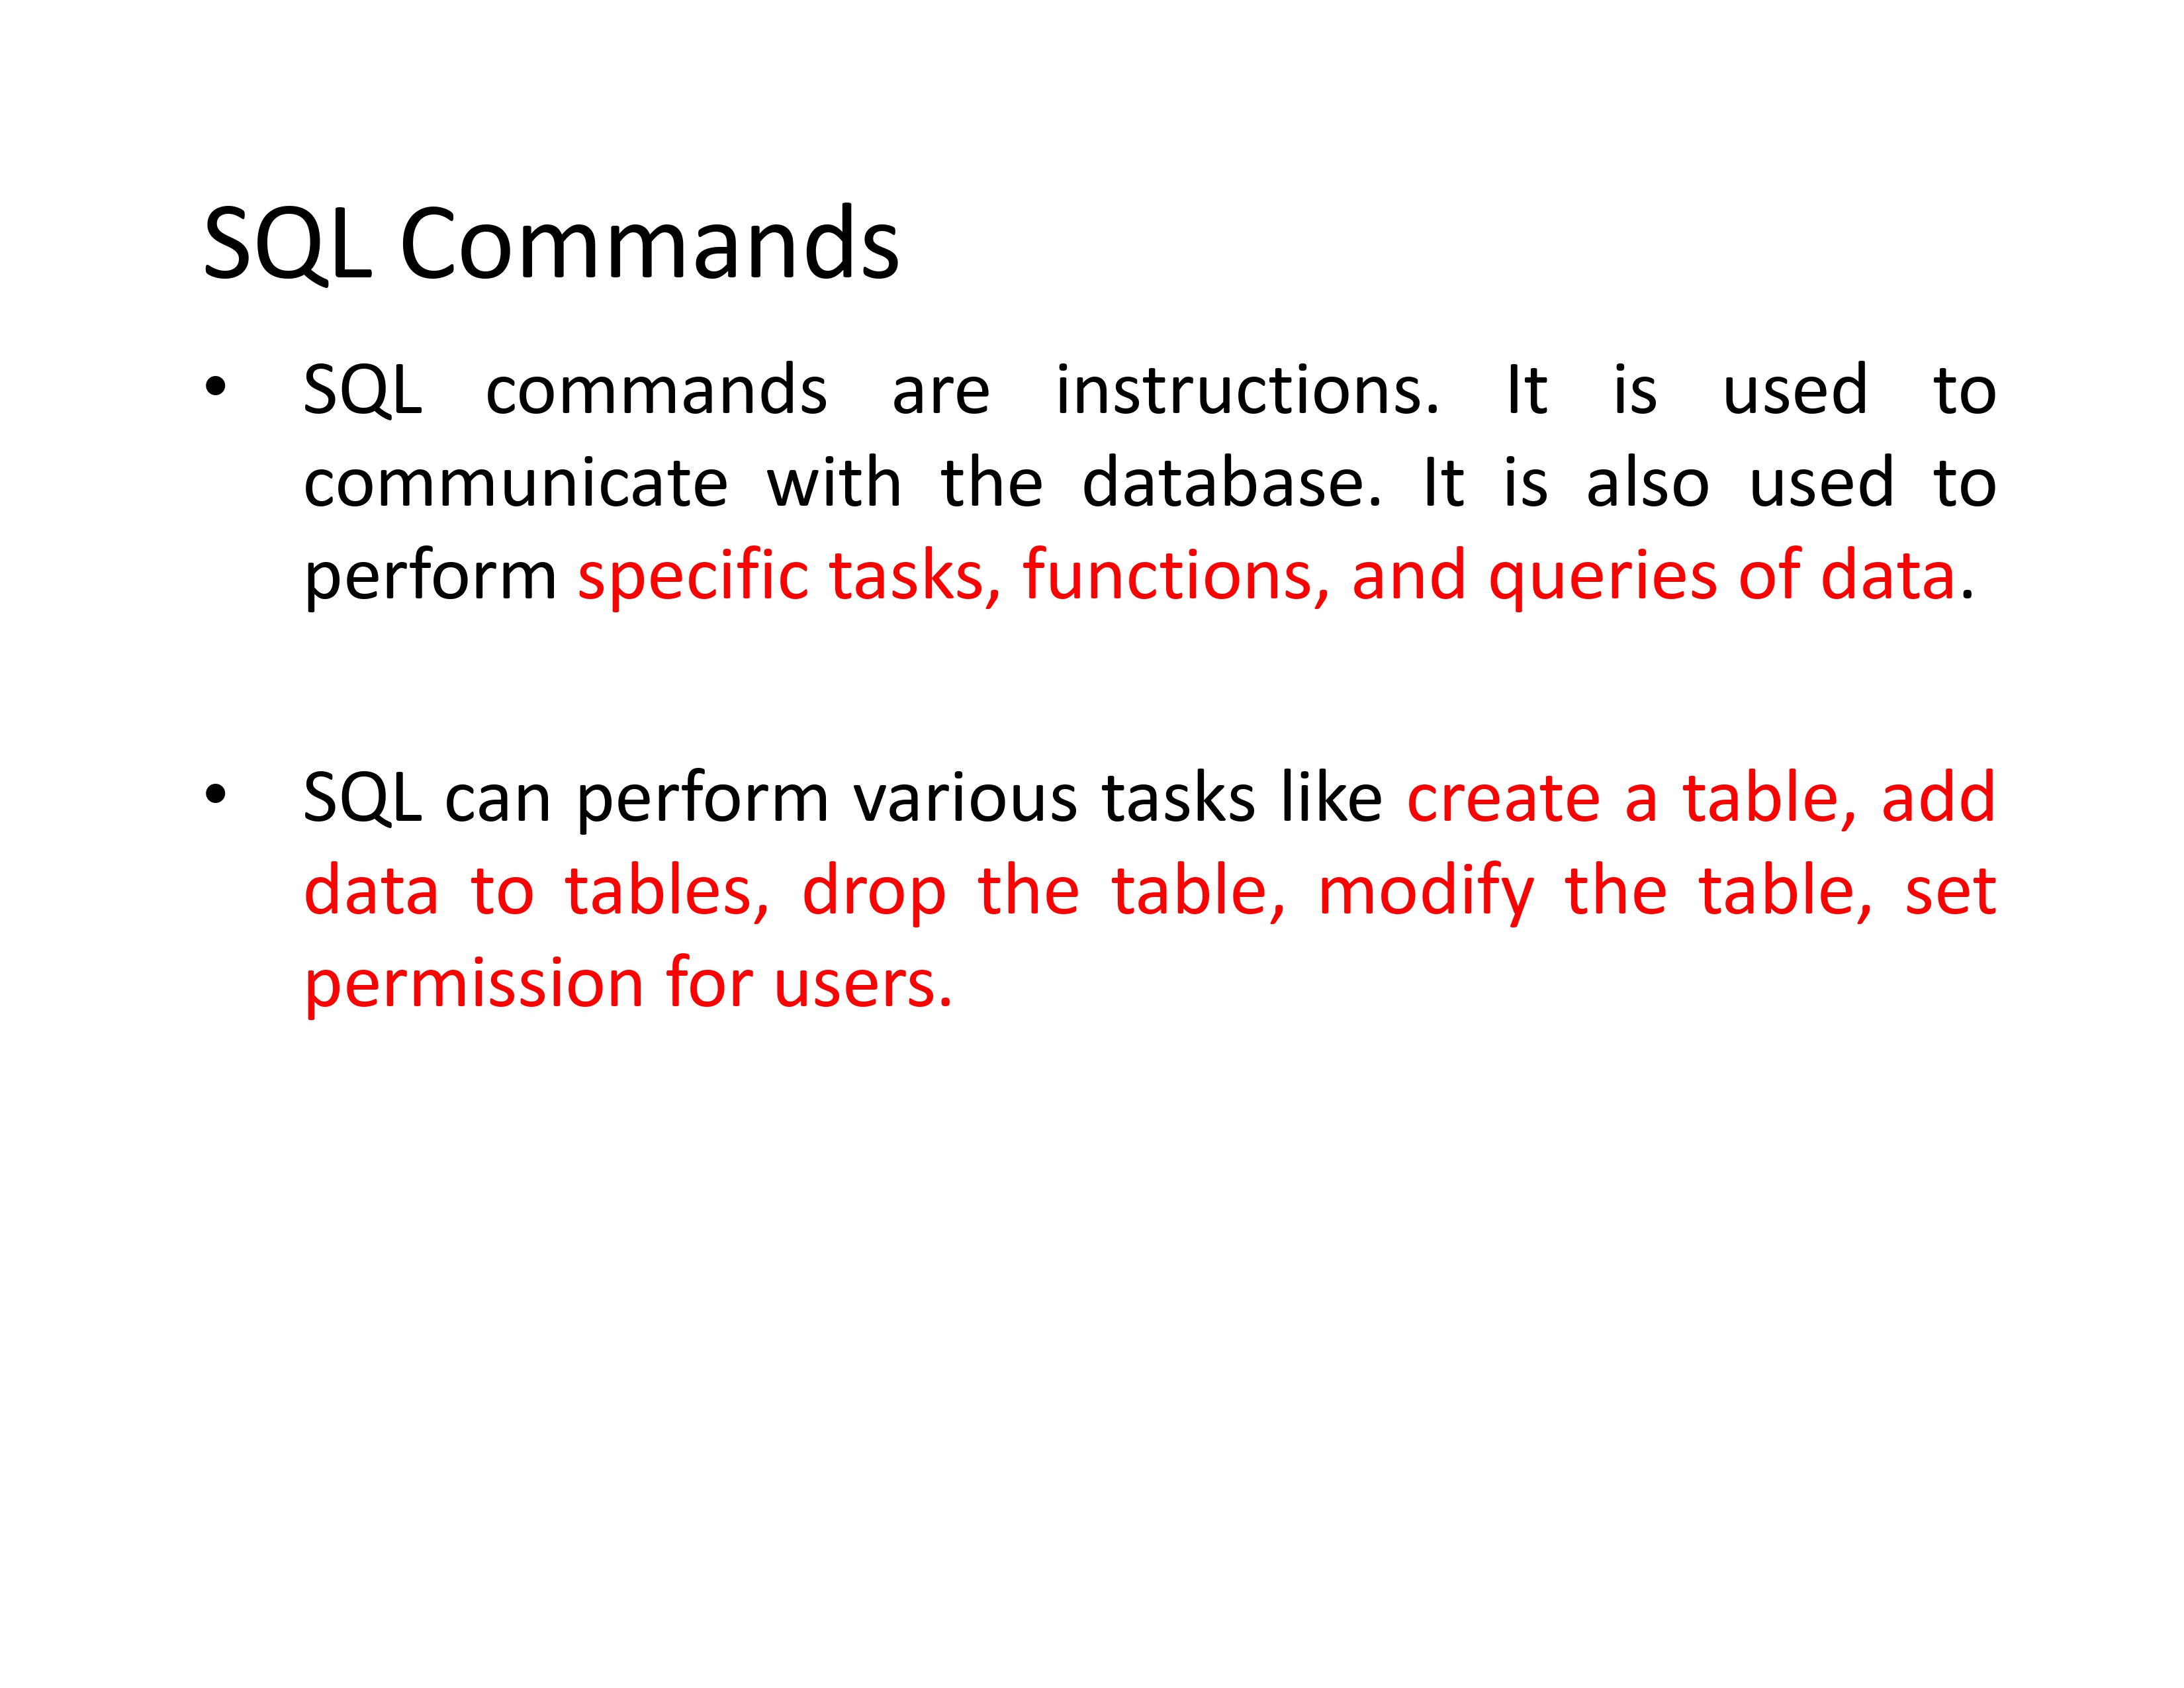 SQL Commands
• SQL commands are instructions. It is used to
communicate with the database. It is also used to
perform specific tasks, functions, and queries of data.
• SQL can perform various tasks like create a table, add
data to tables, drop the table, modify the table, set
permission for users.